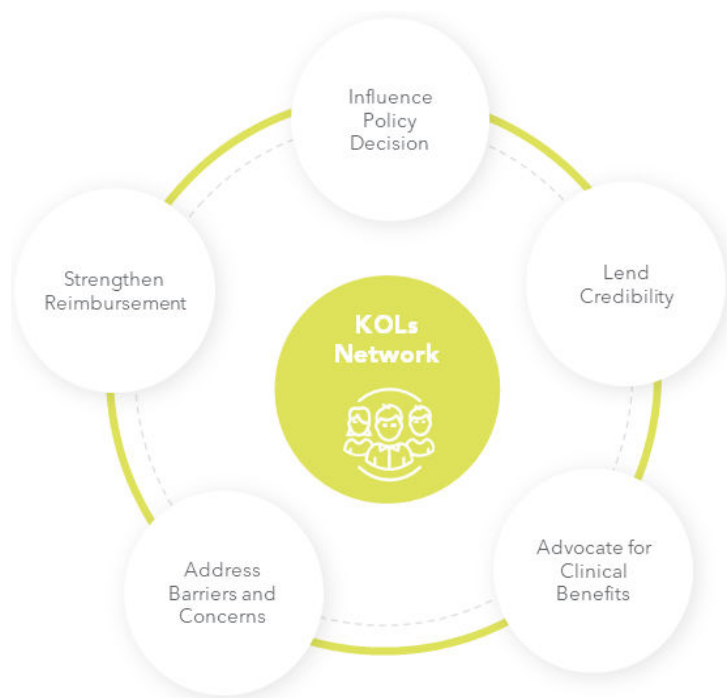 Influence
Policy
Decision
Lend
Credibility
Advocate for
Clinical
Benefits
Address
Barriers and
Concerns
Strengthen
Reimbursement
KOLs
Network